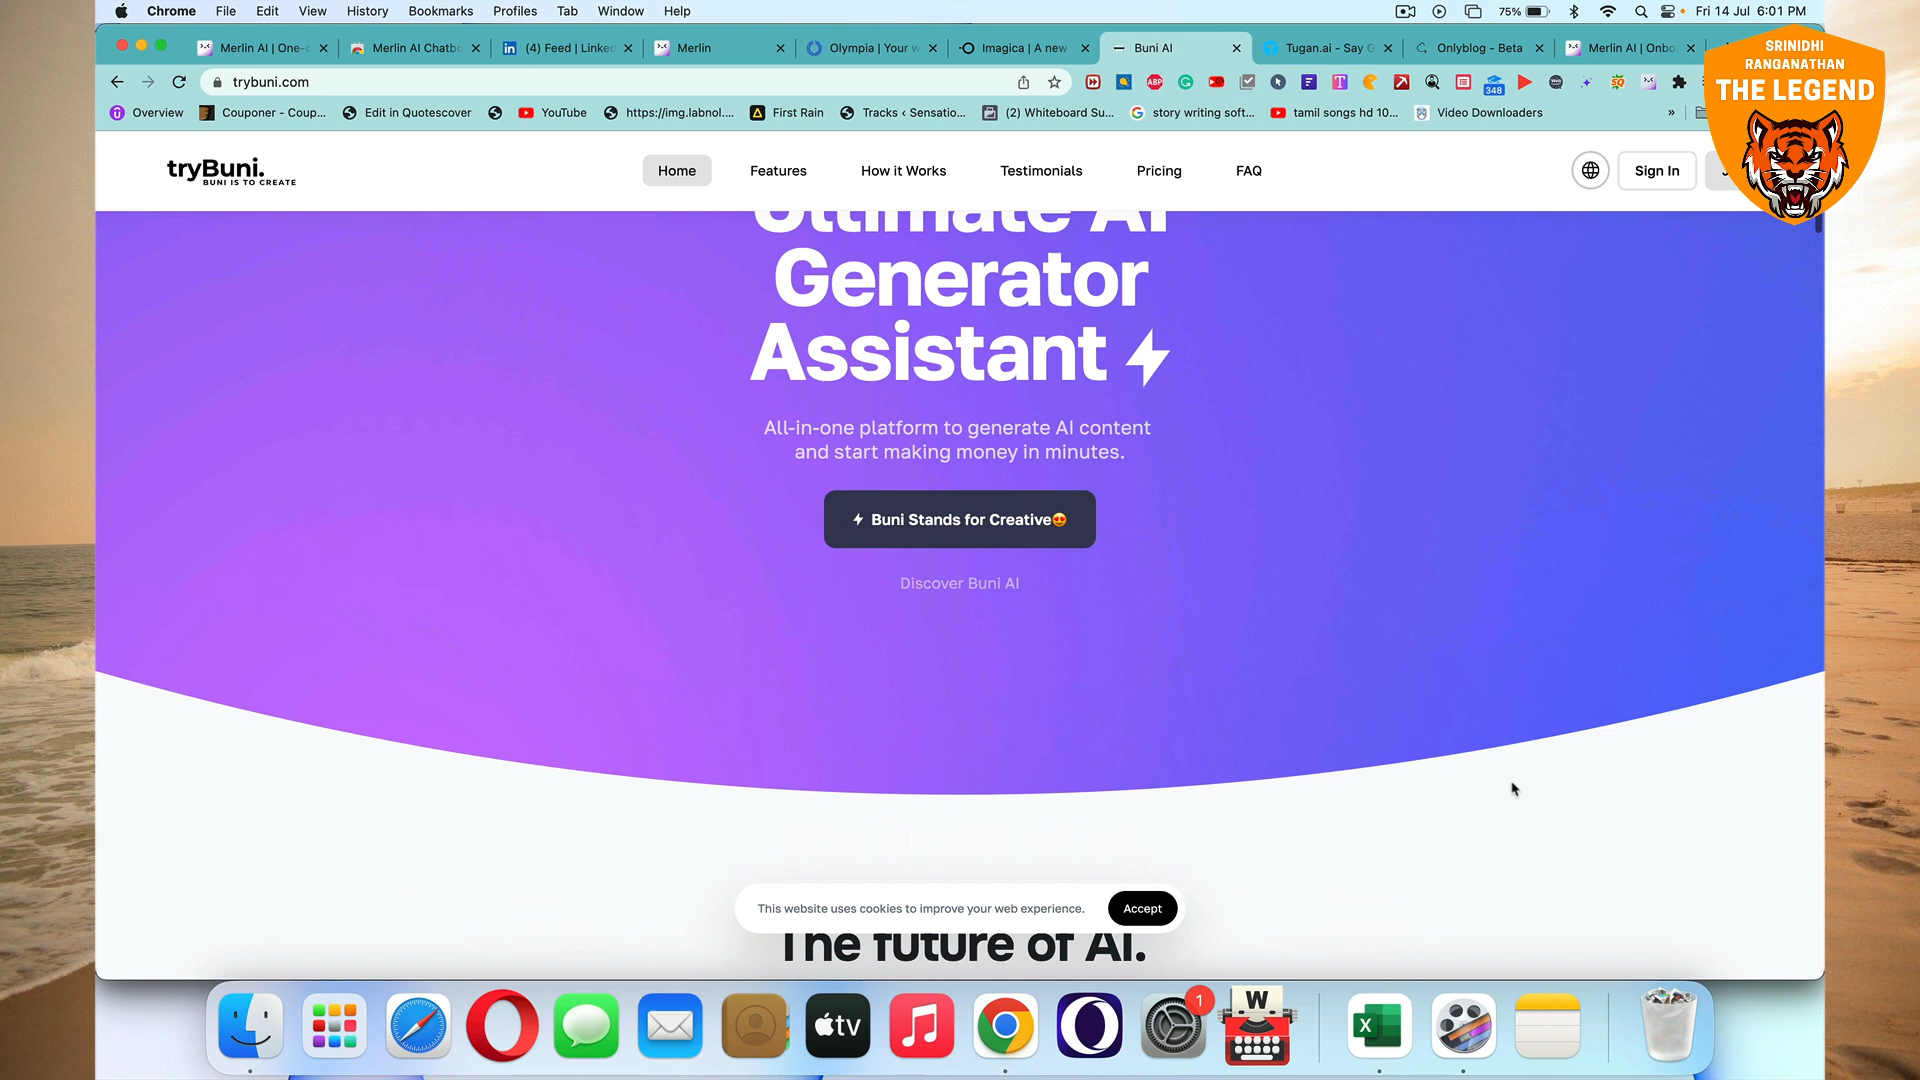 Chrome File Edit View History Bookmarks Profiles Tab Window Help
75% Fri 14 Jul 6:01 PM
Merlin AI | One-c
Merlin AI Chatbo
(4) Feed | Linked
Merlin
Olympia | Your w
Imagica | A new
Buni AI
Tugan.ai - Say G
Onlyblog - Beta
Merlin AI | Onbo
trybuni.com
348
Overview
Couponer - Coup...
Edit in Quotescover
YouTube
https://img.labnol....
First Rain
Tracks ‹ Sensatio...
(2) Whiteboard Su...
story writing soft...
tamil songs hd 10...
Video Downloaders
»
SRINIDHI
RANGANATHAN
THE LEGEND
tryBuni.
BUNI IS TO CREATE
Home Features How it Works Testimonials Pricing FAQ
Sign In
Ultimate AI
Generator
Assistant
All-in-one platform to generate AI content
and start making money in minutes.
Buni Stands for Creative😍
Discover Buni AI
This website uses cookies to improve your web experience.
Accept
The future of AI.
tv
1
W
X